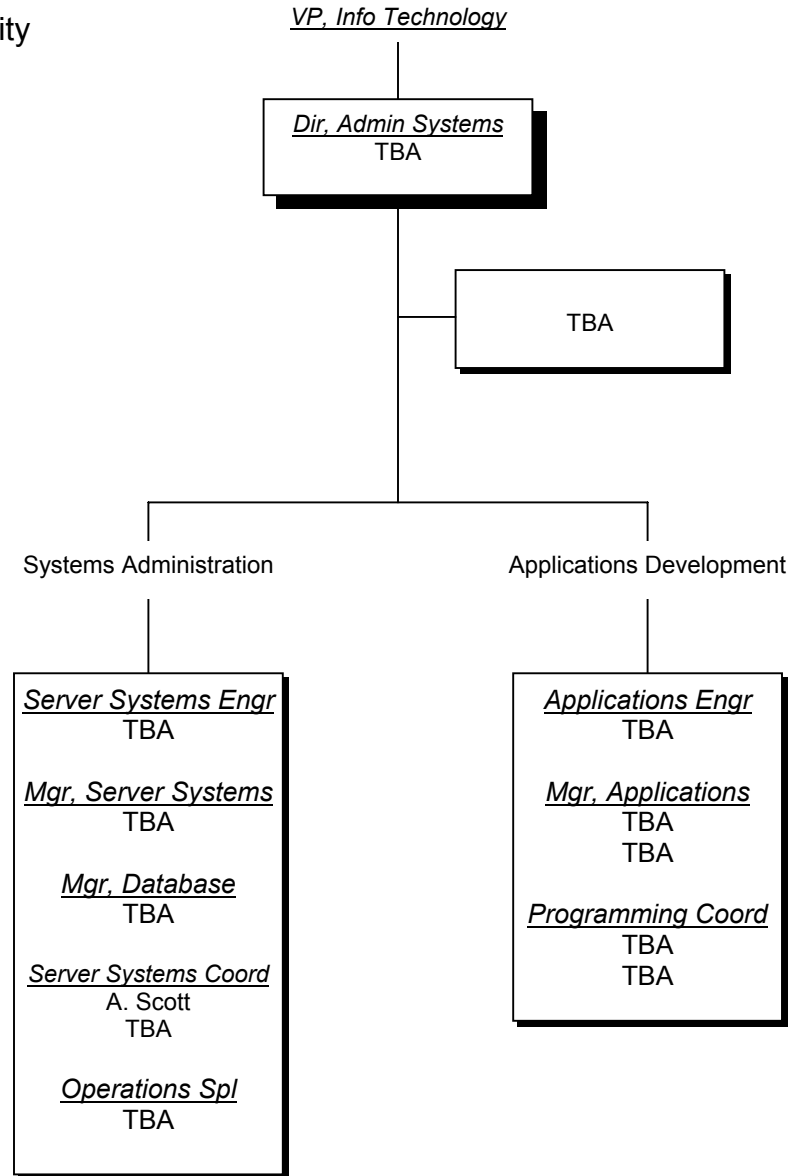 ity
VP, Info Technology
Dir, Admin Systems
TBA
TBA
Systems Administration
Applications Development
Server Systems Engr
TBA
Mgr, Server Systems
TBA
Mgr, Database
TBA
Server Systems Coord
A. Scott
TBA
Operations Spl
TBA
Applications Engr
TBA
Mgr, Applications
TBA
TBA
Programming Coord
TBA
TBA